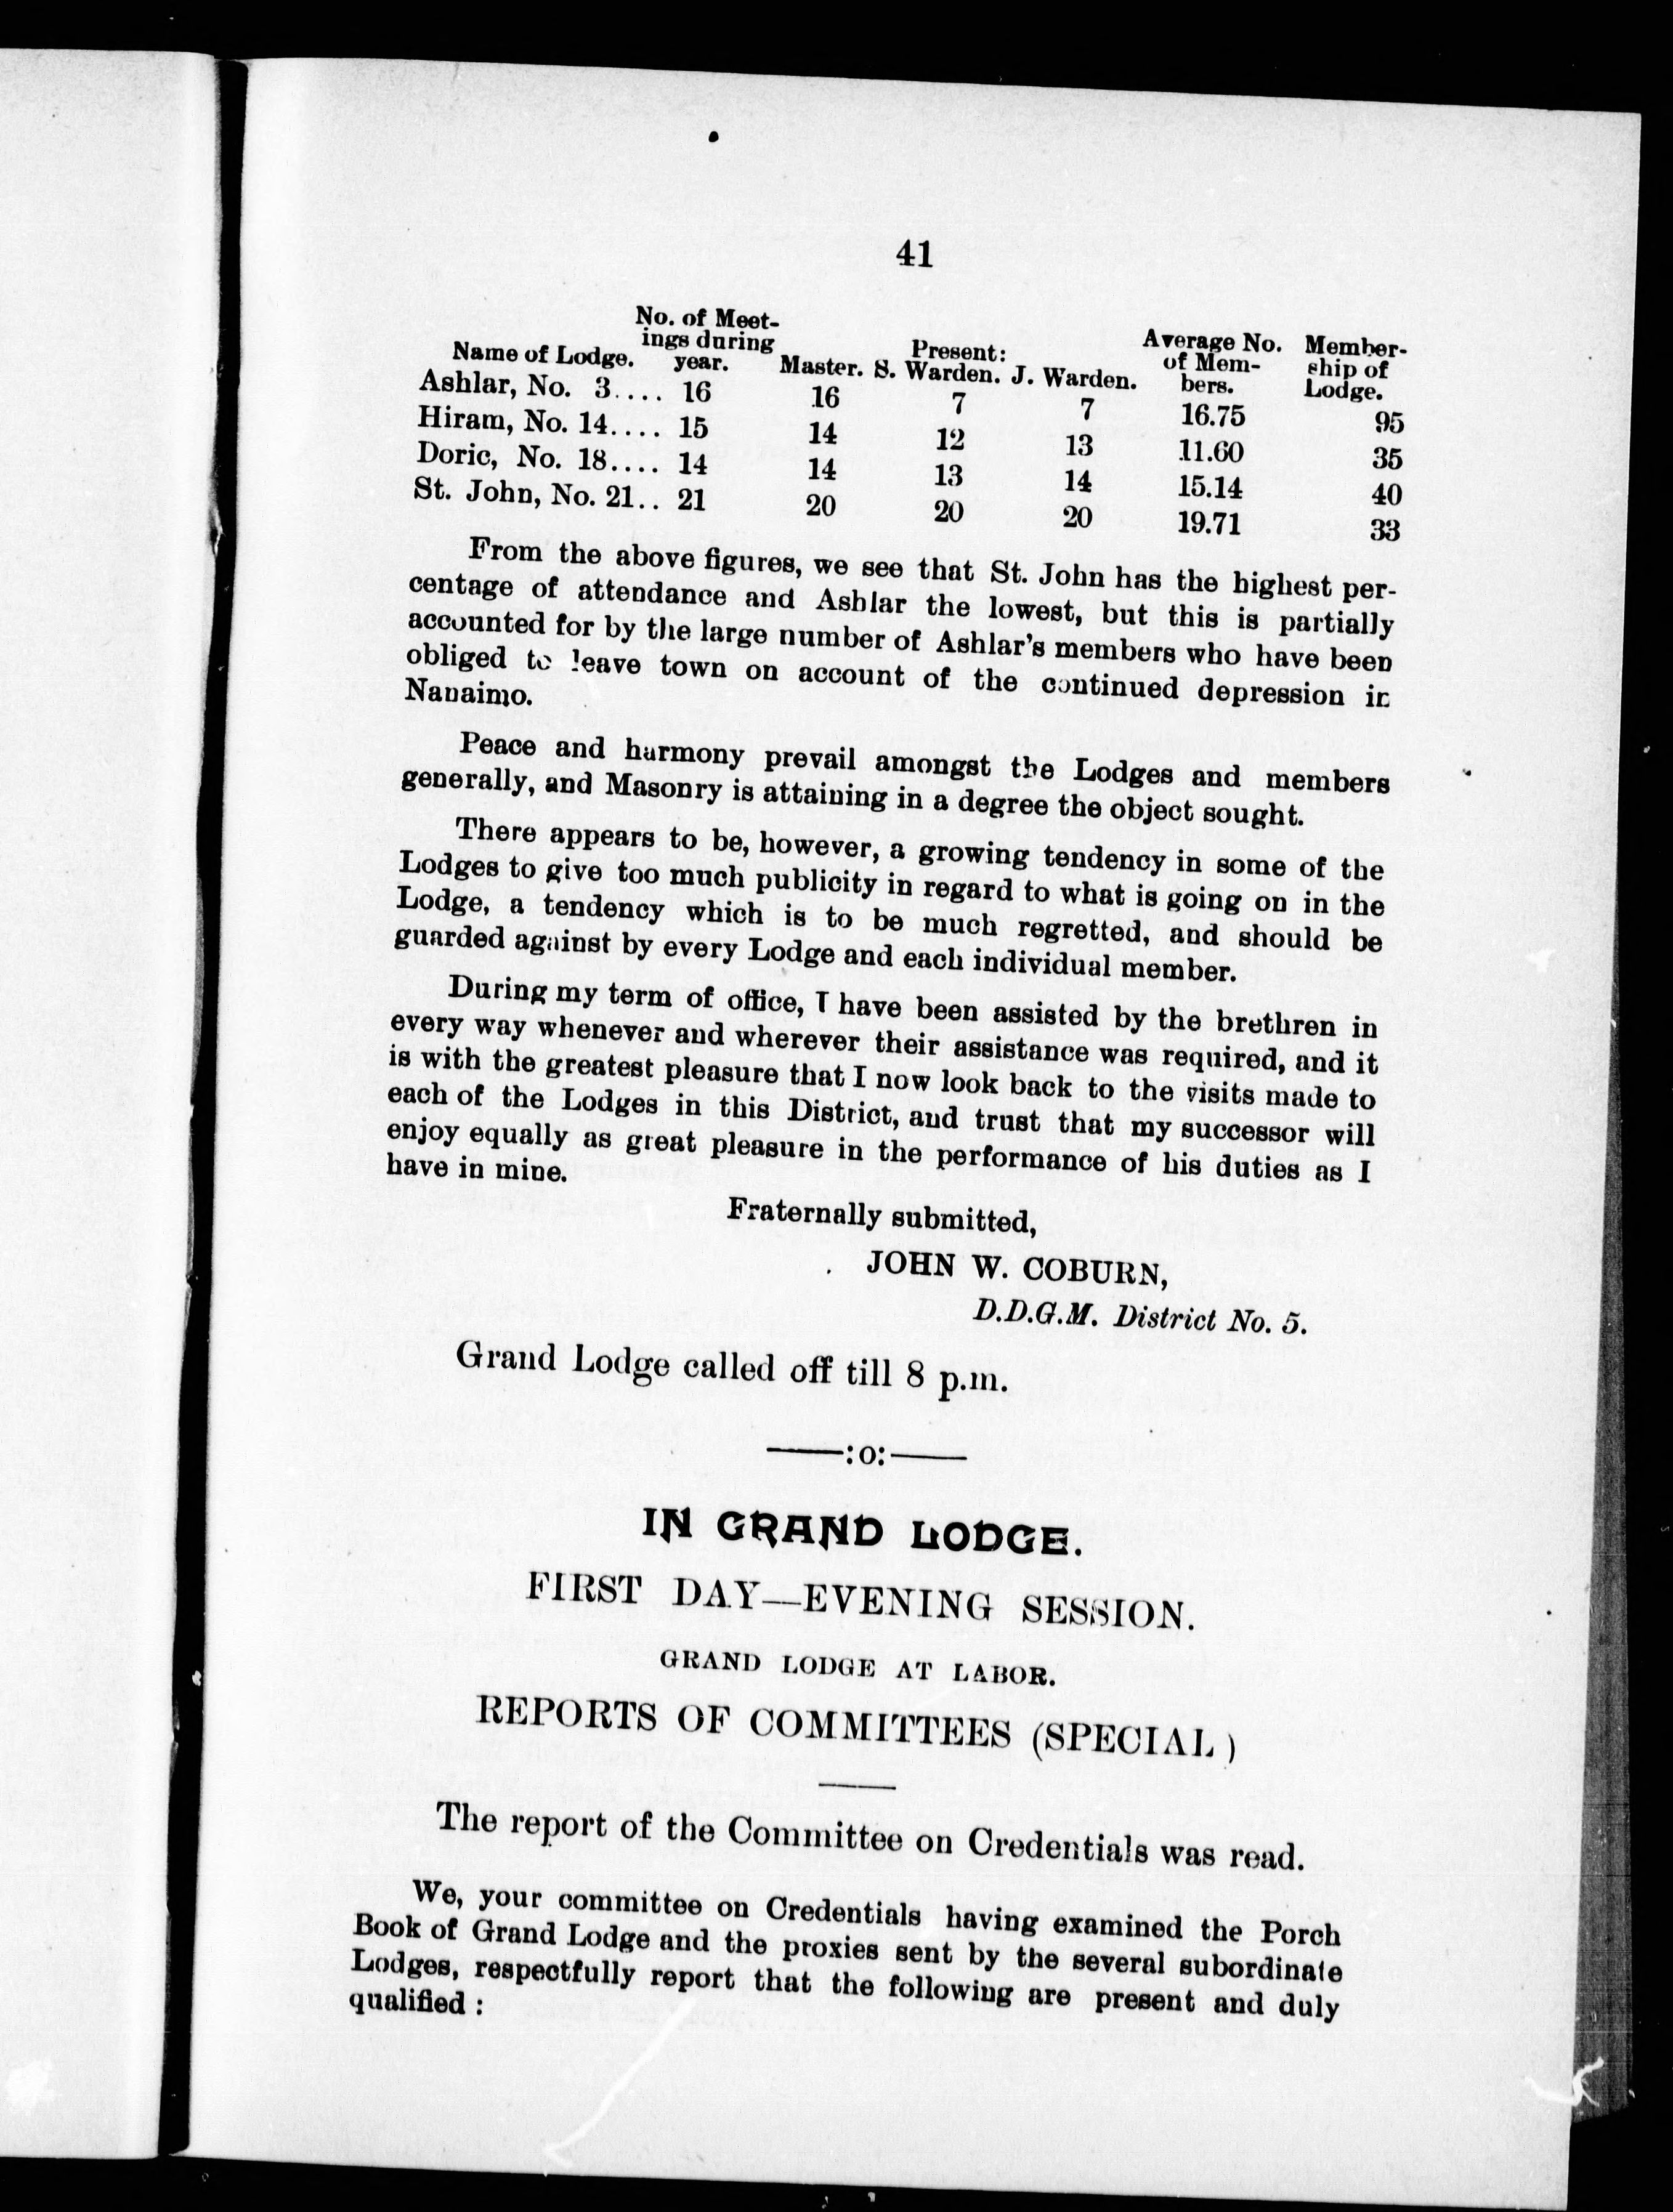 41
No. of Meet-
ings during Present: Average No. Member-
Name of Lodge. year. Master. S. Warden. J. Warden. of Mem- ship of
bers. Lodge.
Ashlar, No. 3.... 16 16 7 7 16.75 95
Hiram, No. 14.... 15 14 12 13 11.60 35
Doric, No. 18.... 14 14 13 14 15.14 40
St. John, No. 21.. 21 20 20 20 19.71 33
From the above figures, we see that St. John has the highest per-
centage of attendance and Ashlar the lowest, but this is partially
accounted for by the large number of Ashlar's members who have been
obliged to leave town on account of the continued depression in
Nanaimo.
Peace and harmony prevail amongst the Lodges and members
generally, and Masonry is attaining in a degree the object sought.
There appears to be, however, a growing tendency in some of the
Lodges to give too much publicity in regard to what is going on in the
Lodge, a tendency which is to be much regretted, and should be
guarded against by every Lodge and each individual member.
During my term of office, I have been assisted by the brethren in
every way whenever and wherever their assistance was required, and it
is with the greatest pleasure that I now look back to the visits made to
each of the Lodges in this District, and trust that my successor will
enjoy equally as great pleasure in the performance of his duties as I
have in mine.
Fraternally submitted,
JOHN W. COBURN,
D.D.G.M. District No. 5.
Grand Lodge called off till 8 p.m.
——:o:——
IN GRAND LODGE.
FIRST DAY—EVENING SESSION.
GRAND LODGE AT LABOR.
REPORTS OF COMMITTEES (SPECIAL)
The report of the Committee on Credentials was read.
We, your committee on Credentials having examined the Porch
Book of Grand Lodge and the proxies sent by the several subordinate
Lodges, respectfully report that the following are present and duly
qualified :